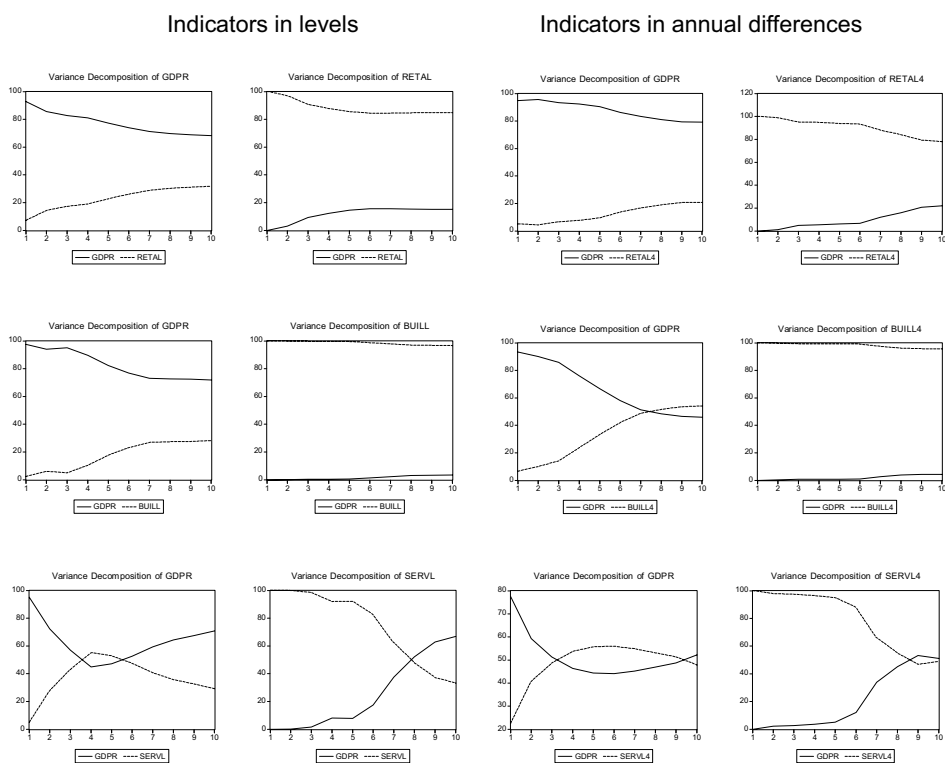 Indicators in levels
Indicators in annual differences
Variance Decomposition of GDPR
Variance Decomposition of RETAL
Variance Decomposition of GDPR
Variance Decomposition of RETAL4
100
80
60
40
20
0
1 2 3 4 5 6 7 8 9 10
GDPR RETAL
100
80
60
40
20
0
1 2 3 4 5 6 7 8 9 10
GDPR RETAL
100
80
60
40
20
0
1 2 3 4 5 6 7 8 9 10
GDPR RETAL4
120
100
80
60
40
20
0
1 2 3 4 5 6 7 8 9 10
GDPR RETAL4
Variance Decomposition of GDPR
Variance Decomposition of BUILL
Variance Decomposition of GDPR
Variance Decomposition of BUILL4
100
80
60
40
20
0
1 2 3 4 5 6 7 8 9 10
GDPR BUILL
100
80
60
40
20
0
1 2 3 4 5 6 7 8 9 10
GDPR BUILL
100
80
60
40
20
0
1 2 3 4 5 6 7 8 9 10
GDPR BUILL4
100
80
60
40
20
0
1 2 3 4 5 6 7 8 9 10
GDPR BUILL4
Variance Decomposition of GDPR
Variance Decomposition of SERVL
Variance Decomposition of GDPR
Variance Decomposition of SERVL4
100
80
60
40
20
0
1 2 3 4 5 6 7 8 9 10
GDPR SERVL
100
80
60
40
20
0
1 2 3 4 5 6 7 8 9 10
GDPR SERVL
80
70
60
50
40
30
20
1 2 3 4 5 6 7 8 9 10
GDPR SERVL4
100
80
60
40
20
0
1 2 3 4 5 6 7 8 9 10
GDPR SERVL4